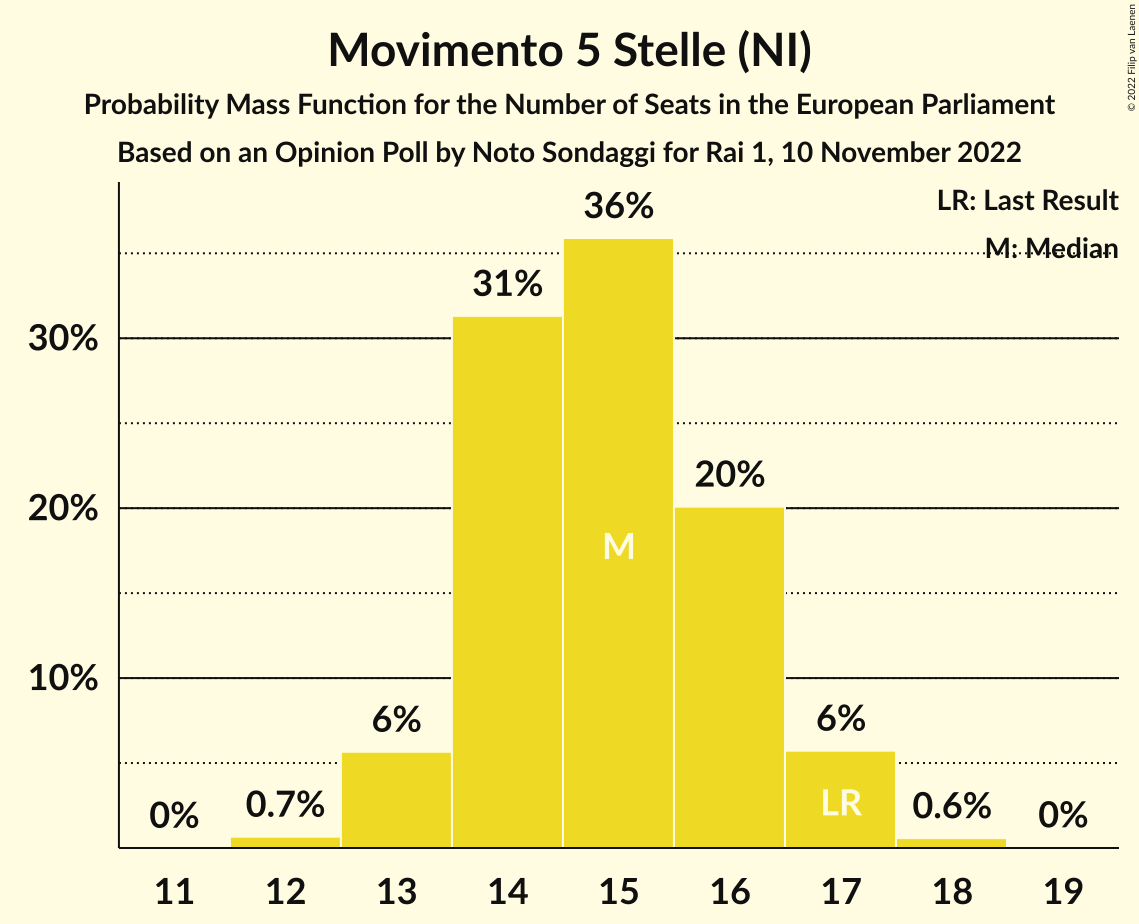 Movimento 5 Stelle (NI)
Probability Mass Function for the Number of Seats in the European Parliament
Based on an Opinion Poll by Noto Sondaggi for Rai 1, 10 November 2022
© 2022 Filip van Laenen
LR: Last Result
M: Median
30%
20%
10%
0%
0.7%
6%
31%
36%
20%
6%
0.6%
0%
M
LR
11
12
13
14
15
16
17
18
19